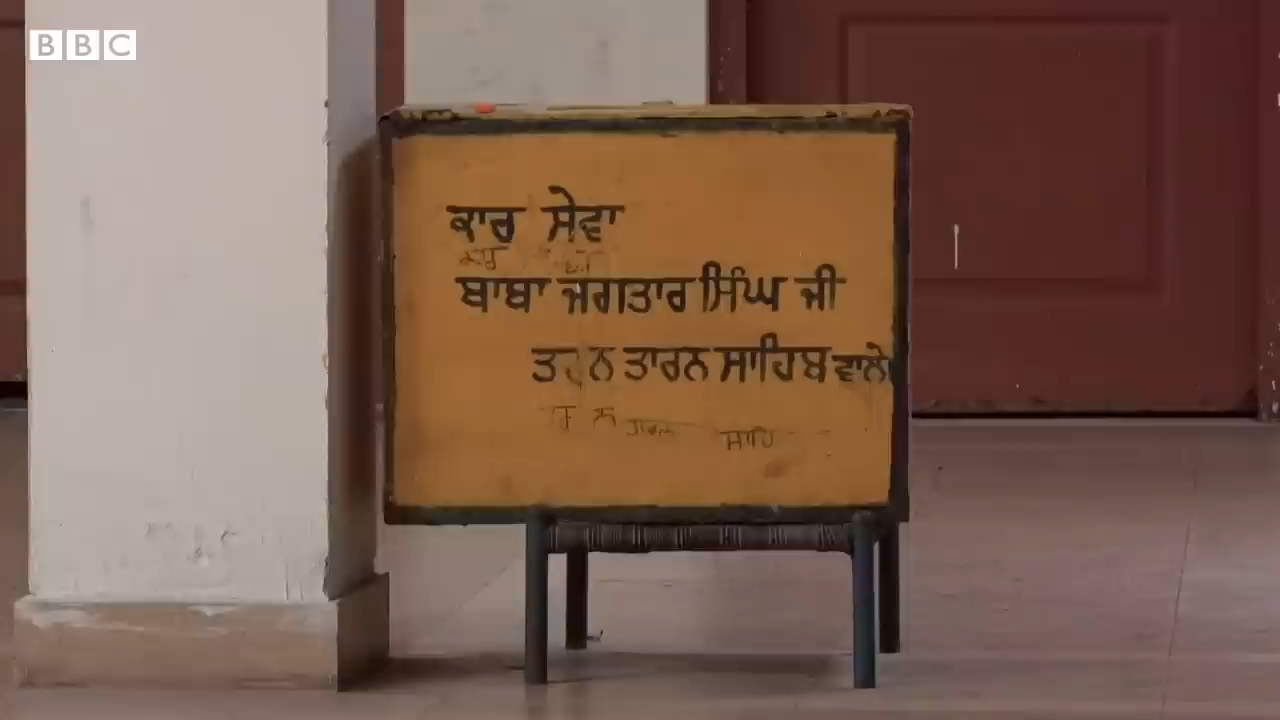 BBC
ਕਾਰ ਸੇਵਾ
ਬਾਬਾ ਜਗਤਾਰ ਸਿੰਘ ਜੀ
ਤਰਨ ਤਾਰਨ ਸਾਹਿਬ ਵਾਲੇ